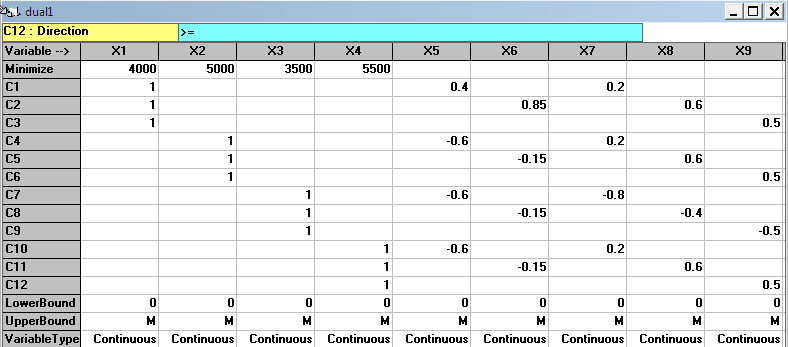 dual1
C12 : Direction >=
Variable --> X1 X2 X3 X4 X5 X6 X7 X8 X9
Minimize 4000 5000 3500 5500
C1 1 0.4 0.2
C2 1 0.85 0.6
C3 1 0.5
C4 1 -0.6 0.2
C5 1 -0.15 0.6
C6 1 0.5
C7 1 -0.6 -0.8
C8 1 -0.15 -0.4
C9 1 -0.5
C10 1 -0.6 0.2
C11 1 -0.15 0.6
C12 1 0.5
LowerBound 0 0 0 0 0 0 0 0 0
UpperBound M M M M M M M M M
VariableType Continuous Continuous Continuous Continuous Continuous Continuous Continuous Continuous Continuous